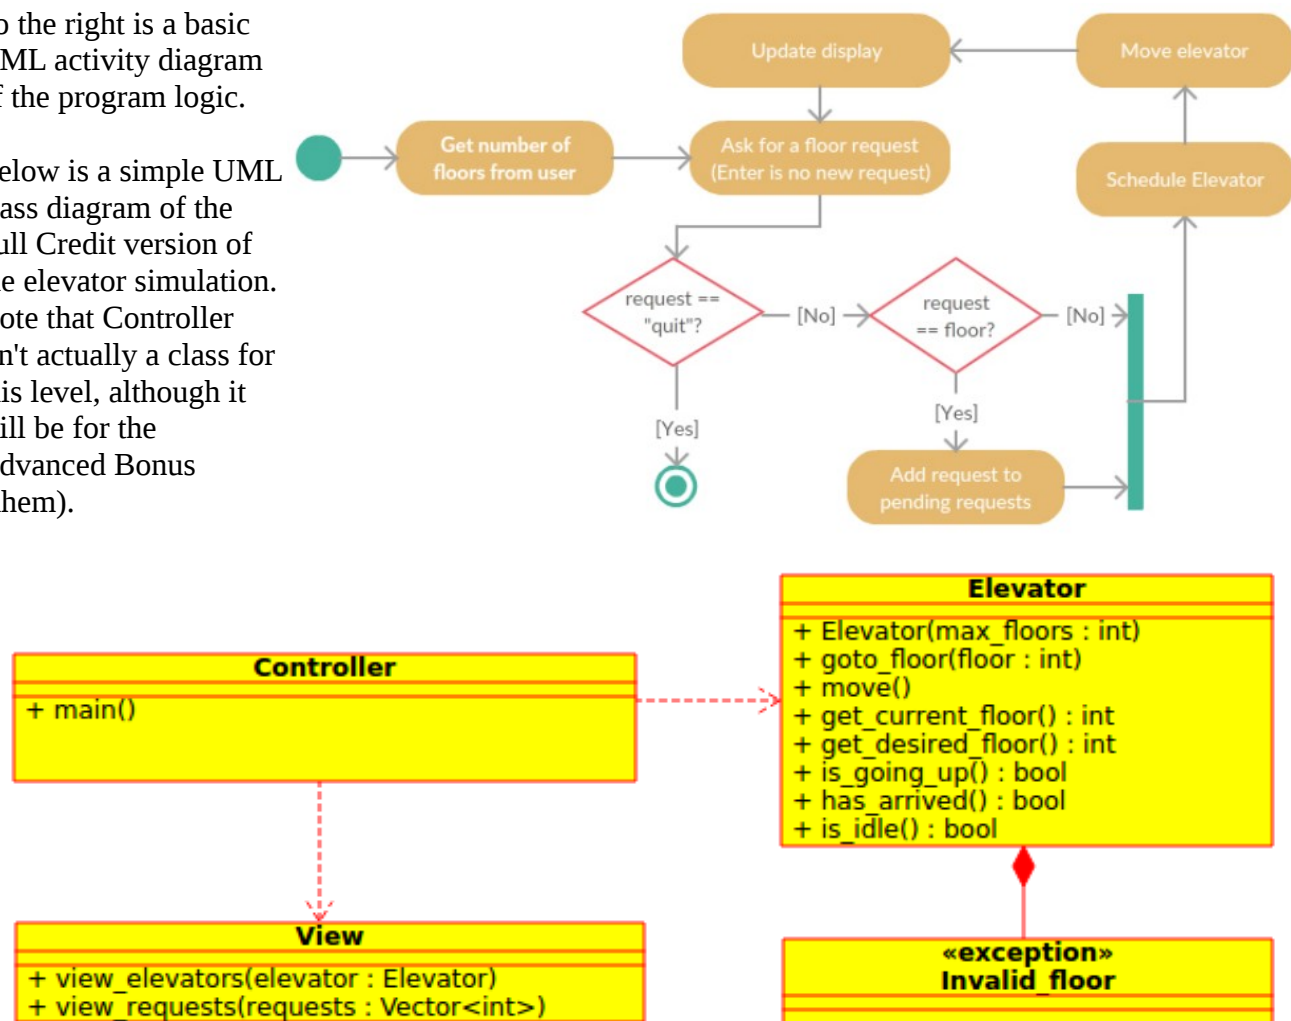 o the right is a basic
ML activity diagram
f the program logic.
elow is a simple UML
ass diagram of the
ull Credit version of
e elevator simulation.
ote that Controller
n't actually a class for
is level, although it
ill be for the
dvanced Bonus
hem).
Update display
Move elevator
Get number of
floors from user
Ask for a floor request
(Enter is no new request)
Schedule Elevator
request ==
"quit"?
[No]
request
== floor?
[No]
[Yes]
[Yes]
Add request to
pending requests
Elevator
+ Elevator(max_floors : int)
+ goto_floor(floor : int)
+ move()
+ get_current_floor() : int
+ get_desired_floor() : int
+ is_going_up() : bool
+ has_arrived() : bool
+ is_idle() : bool
Controller
+ main()
View
+ view_elevators(elevator : Elevator)
+ view_requests(requests : Vector<int>)
«exception»
Invalid_floor